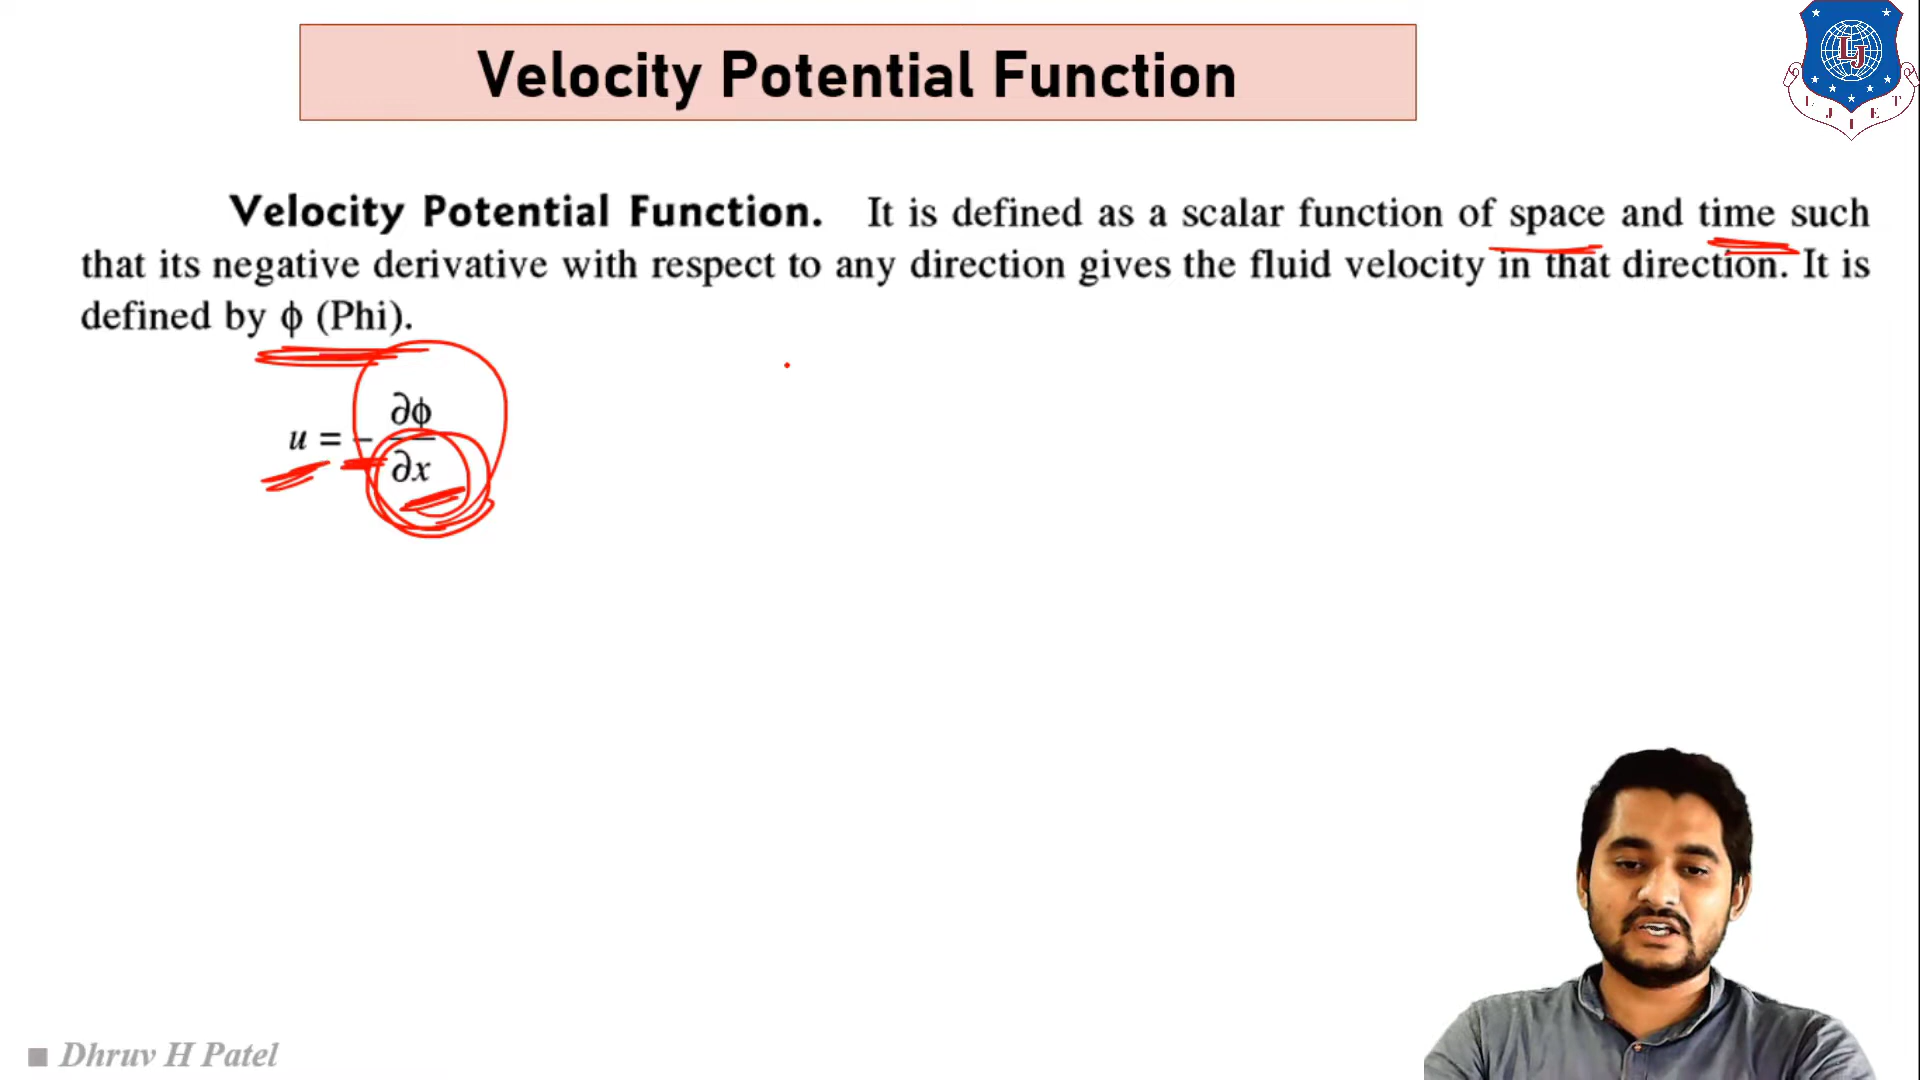 Velocity Potential Function
LJ
L J I E T
Velocity Potential Function. It is defined as a scalar function of space and time such
that its negative derivative with respect to any direction gives the fluid velocity in that direction. It is
defined by ϕ (Phi).
u = − ∂ϕ/∂x
■ Dhruv H Patel